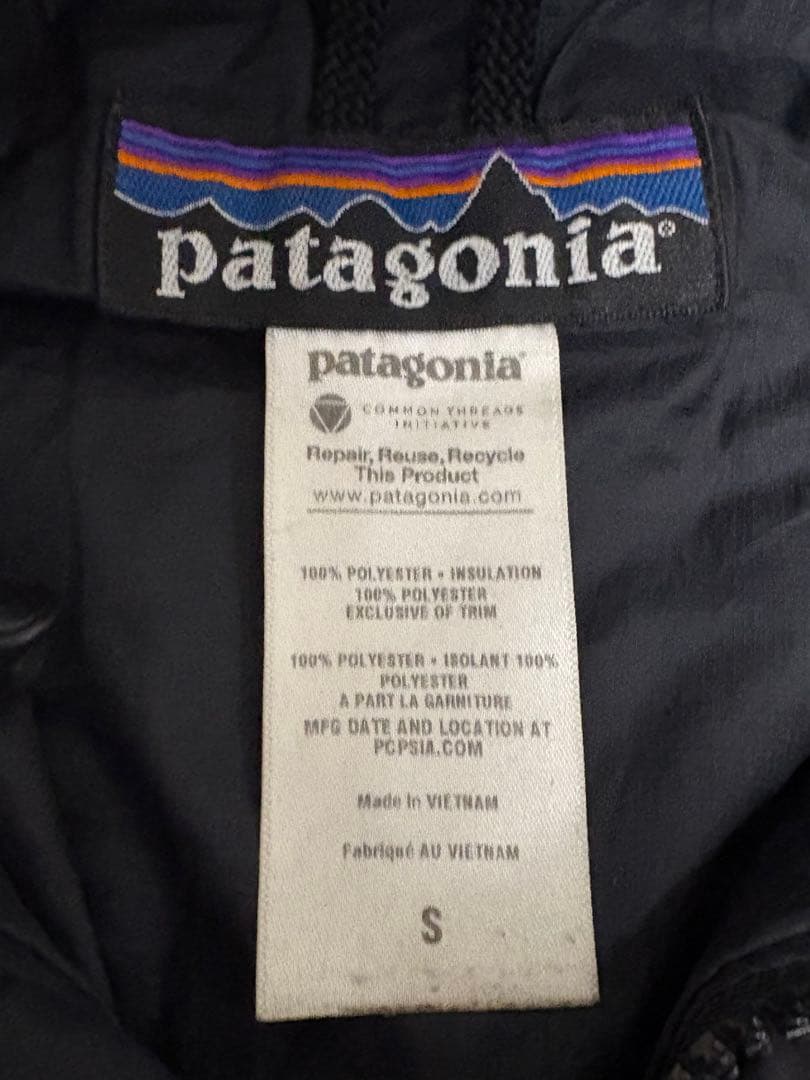 patagonia®
patagonia®
COMMON THREADS
INITIATIVE
Repair, Reuse, Recycle
This Product
www.patagonia.com
100% POLYESTER • INSULATION
100% POLYESTER
EXCLUSIVE OF TRIM
100% POLYESTER • ISOLANT 100%
POLYESTER
A PART LA GARNITURE
MFG DATE AND LOCATION AT
PCPSIA.COM
Made in VIETNAM
Fabriqué AU VIETNAM
S